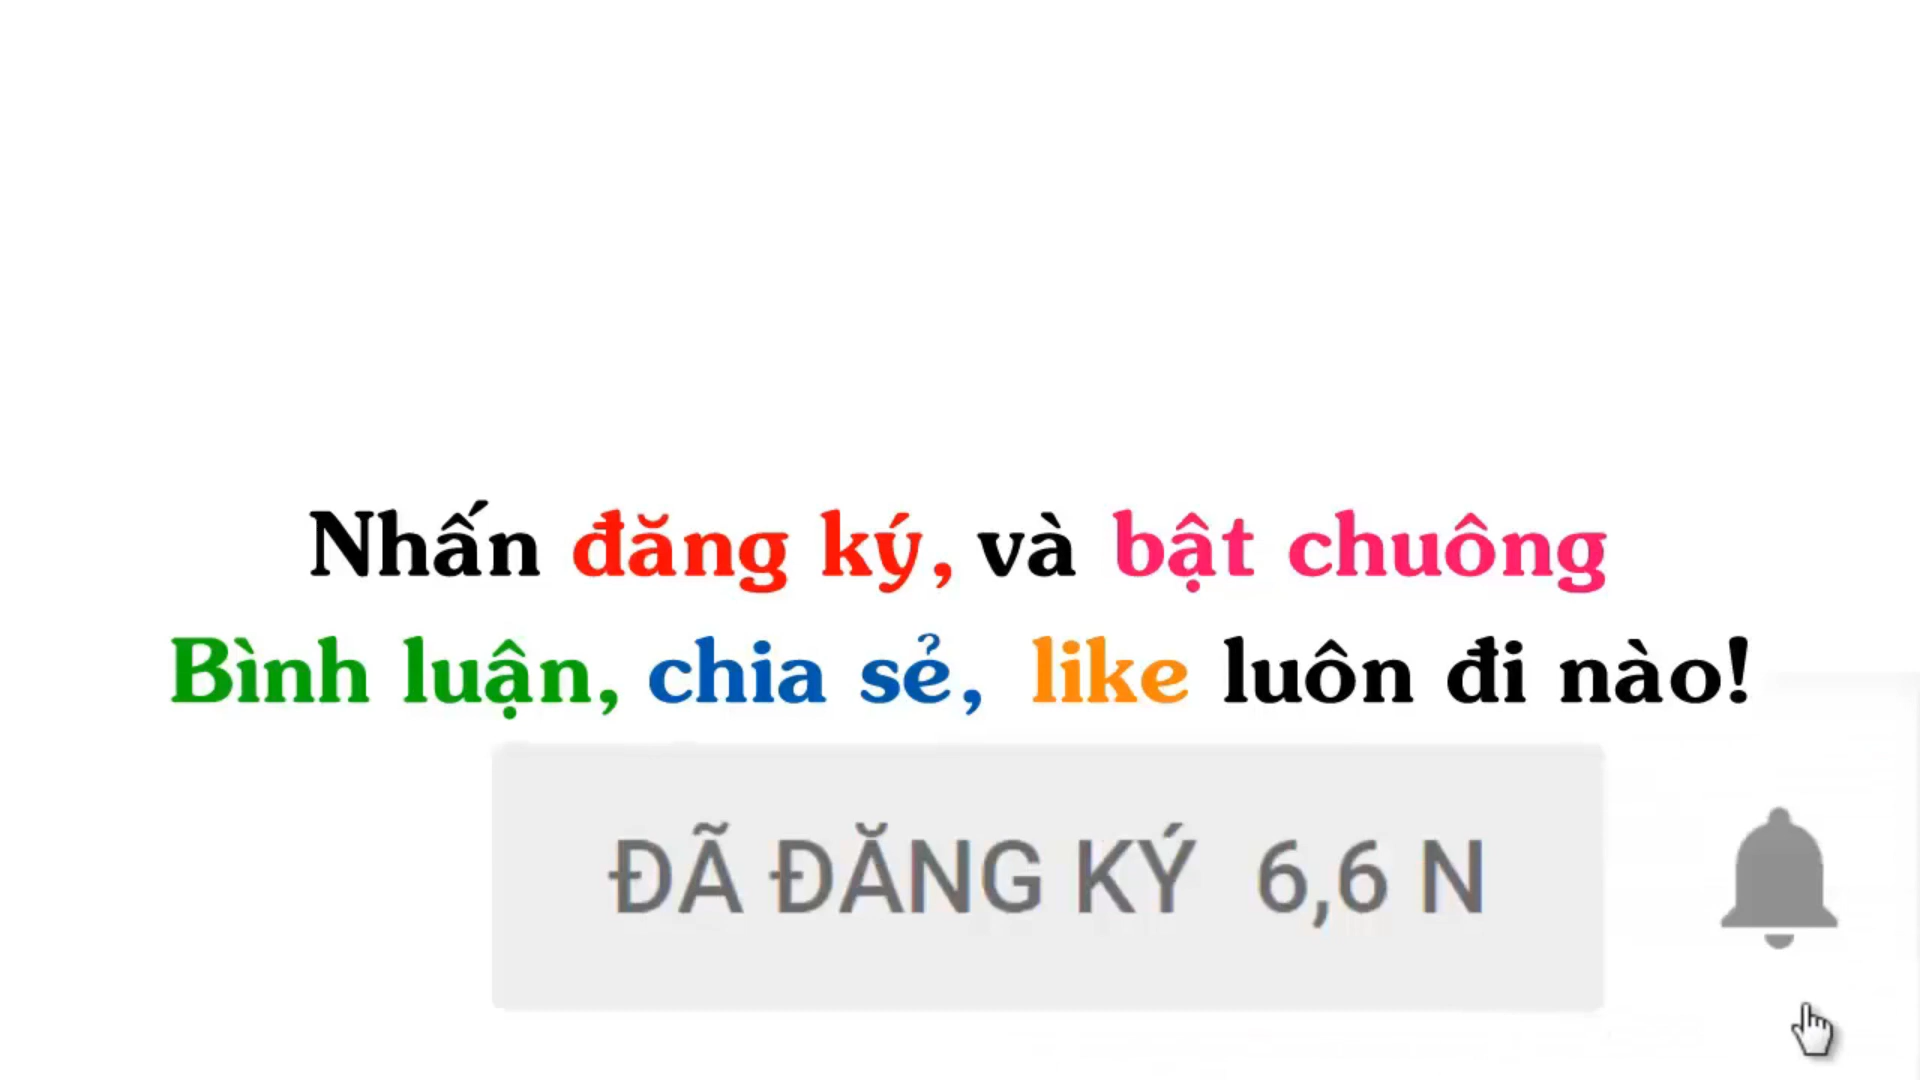 Nhấn đăng ký, và bật chuông
Bình luận, chia sẻ, like luôn đi nào!
ĐÃ ĐĂNG KÝ 6,6 N